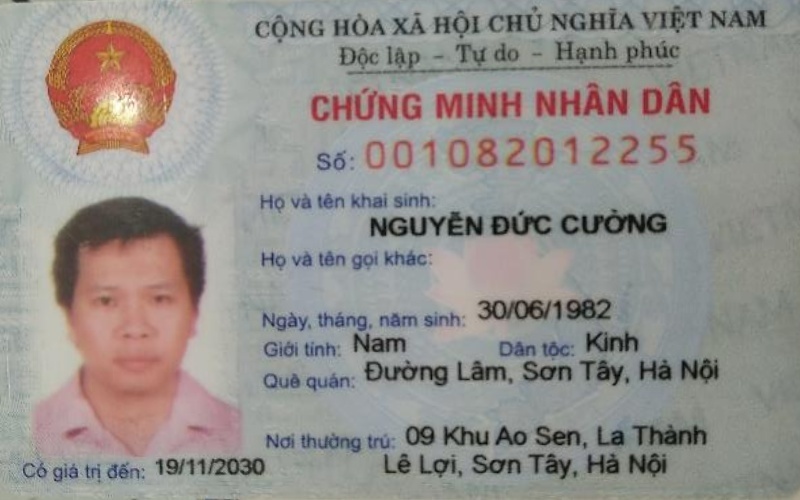 CỘNG HÒA XÃ HỘI CHỦ NGHĨA VIỆT NAM
Độc lập - Tự do - Hạnh phúc
CHỨNG MINH NHÂN DÂN
Số: 001082012255
Họ và tên khai sinh:
NGUYỄN ĐỨC CƯỜNG
Họ và tên gọi khác:
Ngày, tháng, năm sinh: 30/06/1982
Giới tính: Nam Dân tộc: Kinh
Quê quán: Đường Lâm, Sơn Tây, Hà Nội
Nơi thường trú: 09 Khu Ao Sen, La Thành
Lê Lợi, Sơn Tây, Hà Nội
Có giá trị đến: 19/11/2030